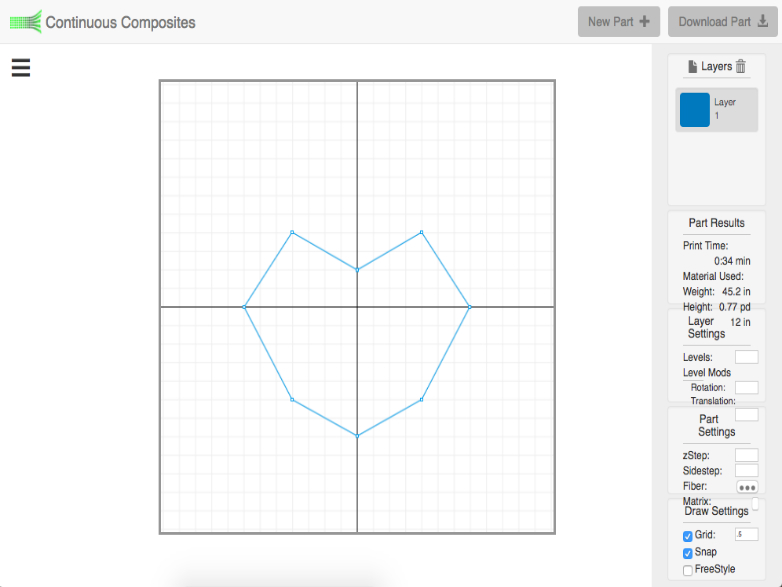 Continuous Composites
New Part
Download Part
Layers
Layer
1
Part Results
Print Time:
0:34 min
Material Used:
Weight: 45.2 in
Height: 0.77 pd
12 in
Layer
Settings
Levels:
Level Mods
Rotation:
Translation:
Part
Settings
zStep:
Sidestep:
Fiber:
Matrix:
Draw Settings
Grid: .5
Snap
FreeStyle